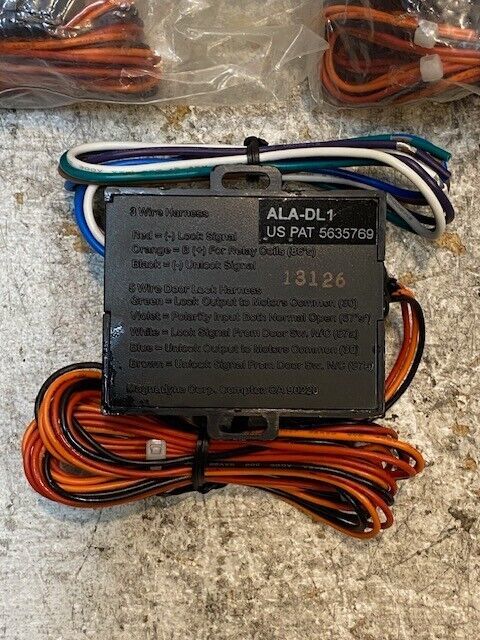 3 Wire Harness
ALA-DL1
US PAT 5635769
Red = (-) Lock Signal
Orange = B (+) For Relay Coils (86's)
Black = (-) Unlock Signal
13126
5 Wire Door Lock Harness
Green = Lock Output to Motors Common (30)
Violet = Polarity Input Both Normal Open (87's)
White = Lock Signal From Door Sw. N/C (87a)
Blue = Unlock Output to Motors Common (30)
Brown = Unlock Signal From Door Sw. N/C (87a)
Magnadyne Corp. Compton CA 90220